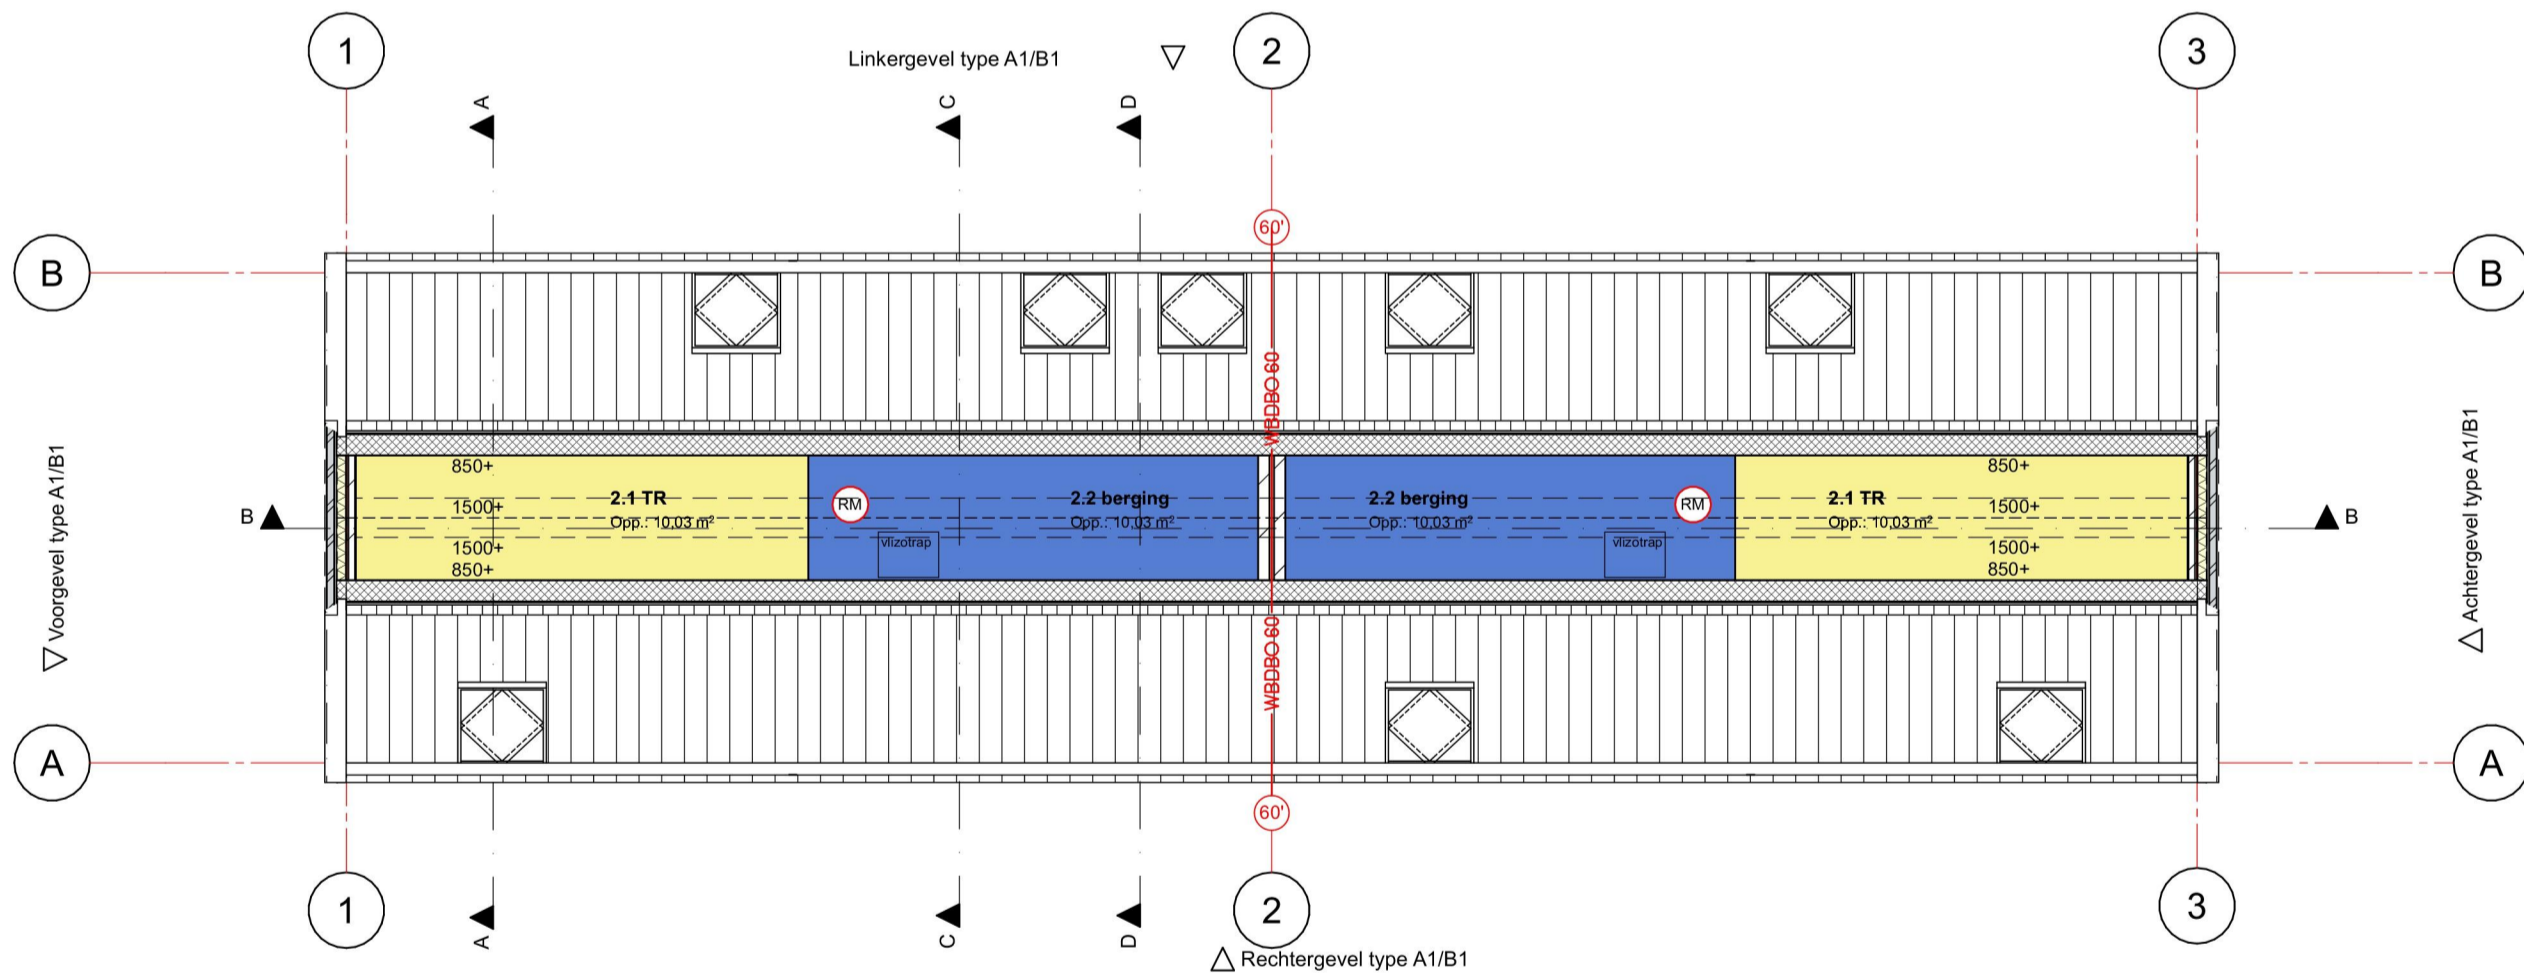 1
Linkergevel type A1/B1
2
3
A
C
D
60'
B
B
WBDBO 60
Voorgevel type A1/B1
Achtergevel type A1/B1
850+
1500+
1500+
850+
2.1 TR
Opp.: 10,03 m²
RM
vlizotrap
2.2 berging
Opp.: 10,03 m²
2.2 berging
Opp.: 10,03 m²
RM
vlizotrap
2.1 TR
Opp.: 10,03 m²
850+
1500+
1500+
850+
B
B
WBDBO 60
A
A
60'
1
A
C
D
2
3
Rechtergevel type A1/B1